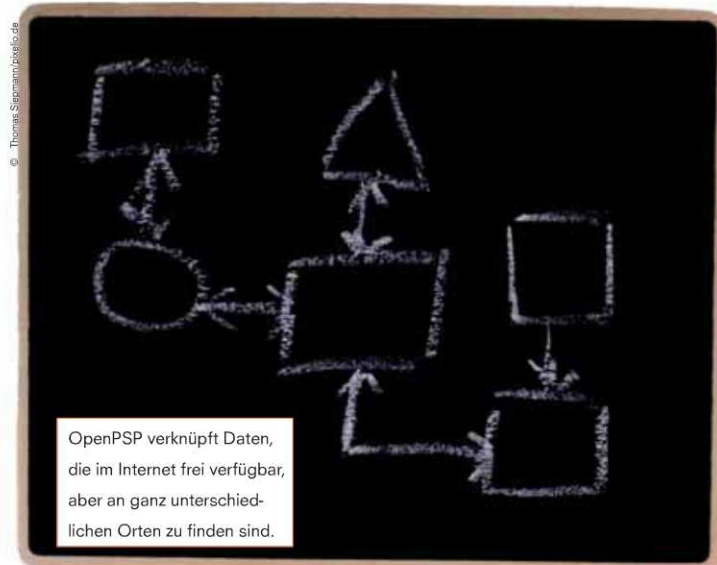 © Thomas Siepmann/pixelio.de
OpenPSP verknüpft Daten,
die im Internet frei verfügbar,
aber an ganz unterschied-
lichen Orten zu finden sind.